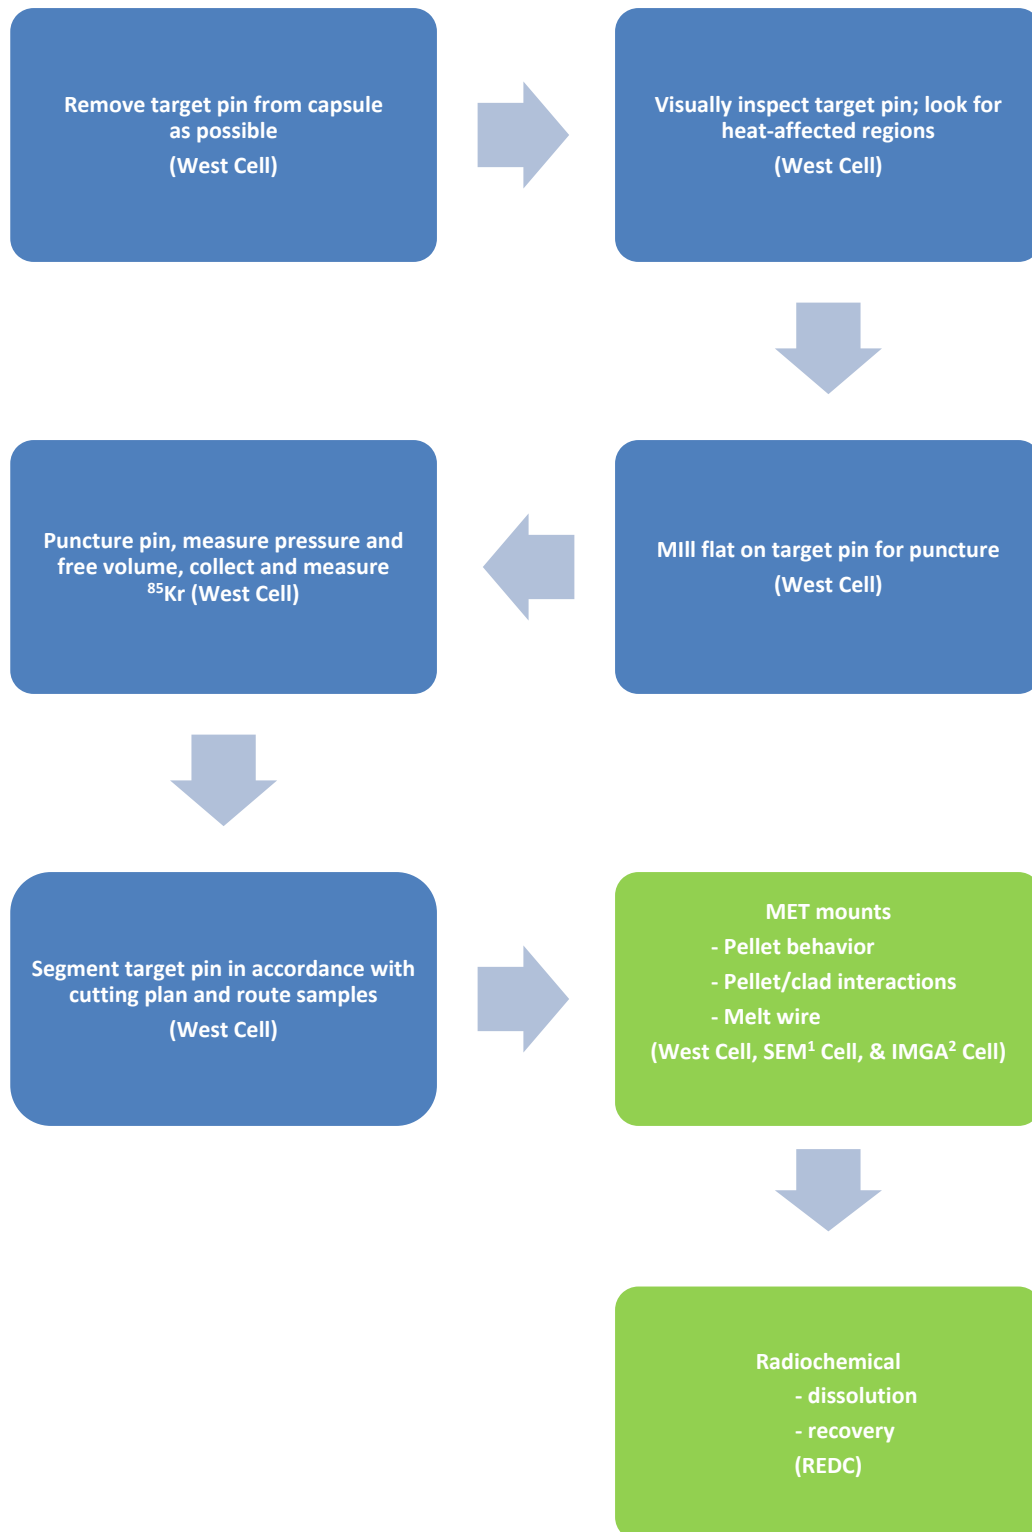 Remove target pin from capsule
as possible
(West Cell)
Visually inspect target pin; look for
heat-affected regions
(West Cell)
MIll flat on target pin for puncture
(West Cell)
Puncture pin, measure pressure and
free volume, collect and measure
⁸⁵Kr (West Cell)
Segment target pin in accordance with
cutting plan and route samples
(West Cell)
MET mounts
- Pellet behavior
- Pellet/clad interactions
- Melt wire
(West Cell, SEM¹ Cell, & IMGA² Cell)
Radiochemical
- dissolution
- recovery
(REDC)